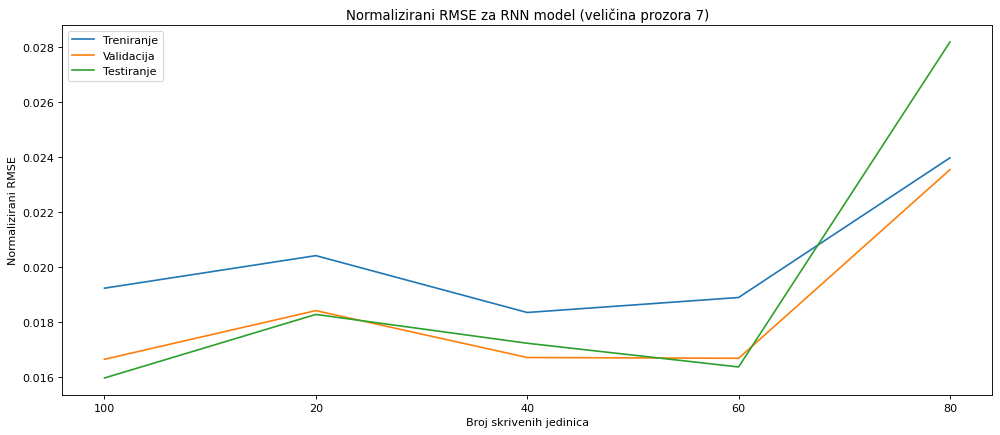 Normalizirani RMSE za RNN model (veličina prozora 7)
Treniranje
Validacija
Testiranje
Normalizirani RMSE
0.028
0.026
0.024
0.022
0.020
0.018
0.016
100 20 40 60 80
Broj skrivenih jedinica